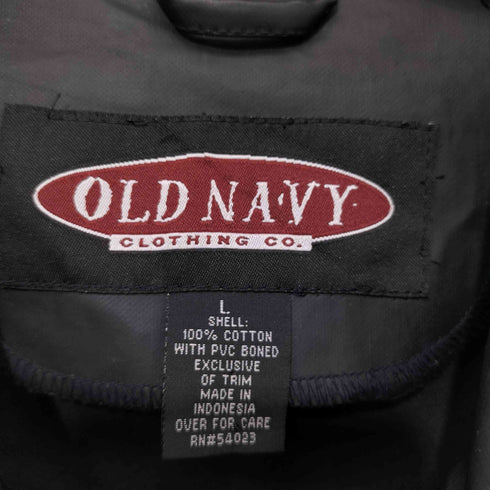 OLD NAVY
CLOTHING CO.
L
SHELL:
100% COTTON
WITH PVC BONED
EXCLUSIVE
OF TRIM
MADE IN
INDONESIA
OVER FOR CARE
RN#54023